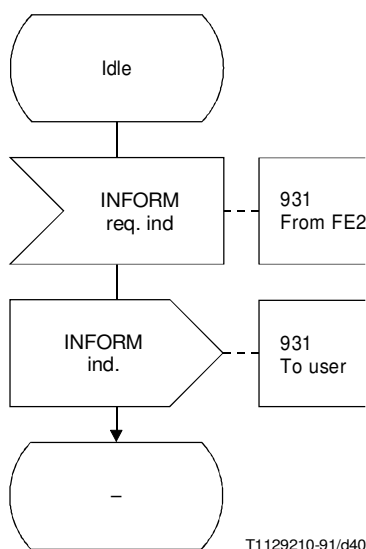 Idle
INFORM
req. ind
931
From FE2
INFORM
ind.
931
To user
–
T1129210-91/d40